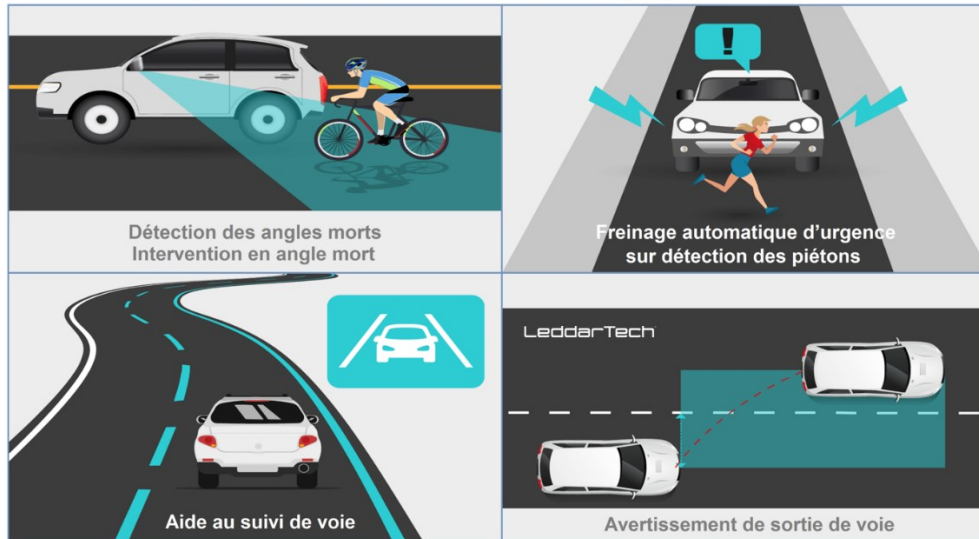 !
Détection des angles morts
Intervention en angle mort
Freinage automatique d'urgence
sur détection des piétons
Aide au suivi de voie
LeddarTech
Avertissement de sortie de voie